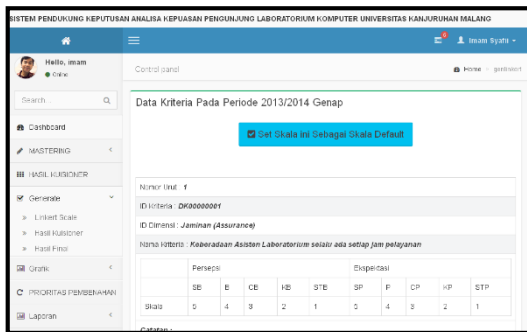 SISTEM PENDUKUNG KEPUTUSAN ANALISA KEPUASAN PENGUNJUNG LABORATORIUM KOMPUTER UNIVERSITAS KANJURUHAN MALANG
Imam Syafii
Hello, imam
Online
Control panel
Home >
Search...
Data Kriteria Pada Periode 2013/2014 Genap
Dashboard
Set Skala Ini Sebagai Skala Default
MASTERING
HASIL KUISIONER
Nomor Urut : 1
Generate
ID Kriteria : DK00000001
» Linkert Scale
ID Dimensi : Jaminan (Assurance)
» Hasil Kuisioner
Nama Kriteria : Keberadaan Asisten Laboratorium selalu ada setiap jam pelayanan
» Hasil Final
Persepsi Ekspektasi
Grafik
SB B CB KB STB SP P CP KP STP
PRIORITAS PEMBENAHAN
Skala 5 4 3 2 1 5 4 3 2 1
Laporan
Catatan :